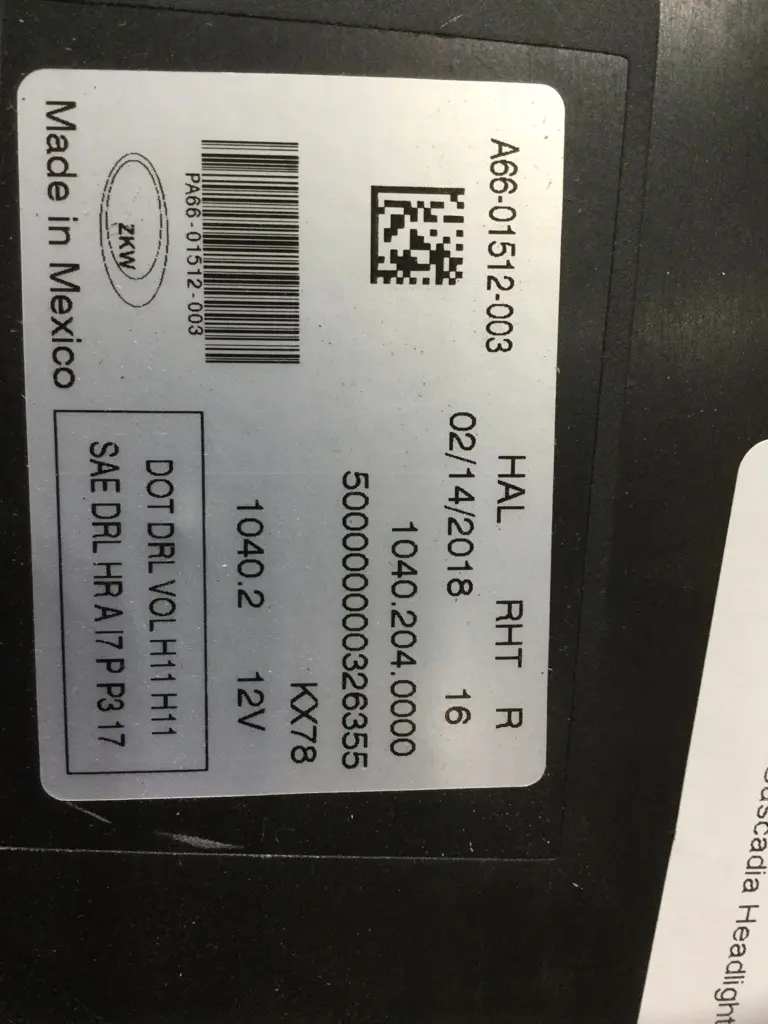 A66-01512-003 HAL RHT R
02/14/2018 16
1040.204.0000
500000000326355
KX78
PA66-01512-003
1040.2 12V
ZKW
DOT DRL VOL H11 H11
SAE DRL HR A I7 P P3 17
Made in Mexico
Headlight